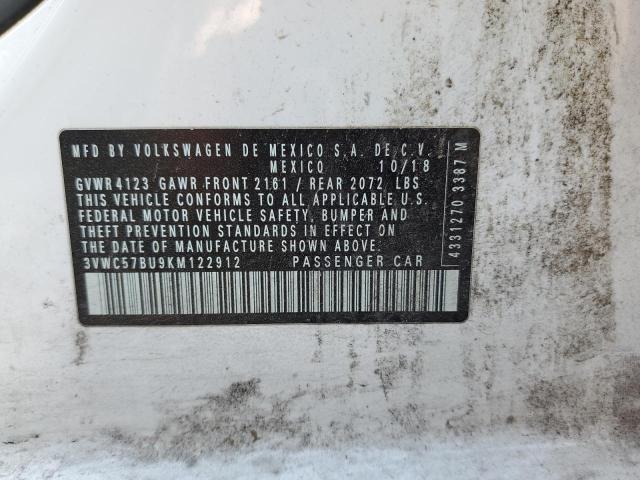 MFD BY VOLKSWAGEN DE MEXICO S.A. DE C.V.
MEXICO 10/18
GVWR 4123 GAWR FRONT 2161 / REAR 2072 LBS
THIS VEHICLE CONFORMS TO ALL APPLICABLE U.S.
FEDERAL MOTOR VEHICLE SAFETY, BUMPER AND
THEFT PREVENTION STANDARDS IN EFFECT ON
THE DATE OF MANUFACTURE SHOWN ABOVE.
3VWC57BU9KM122912 PASSENGER CAR
4331270 3387 M